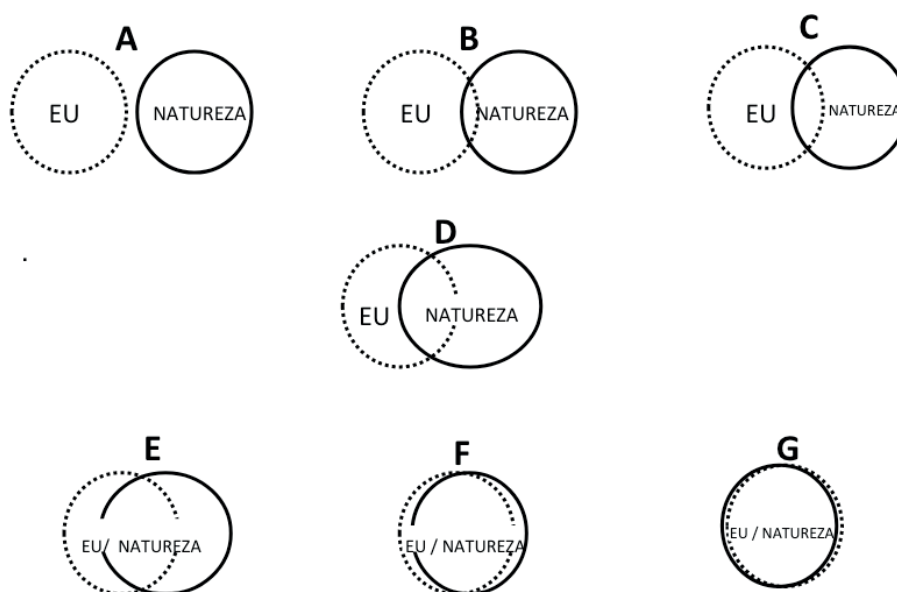 A
B
C
EU
NATUREZA
EU
NATUREZA
EU
NATUREZA
D
EU
NATUREZA
E
F
G
EU/ NATUREZA
EU / NATUREZA
EU / NATUREZA